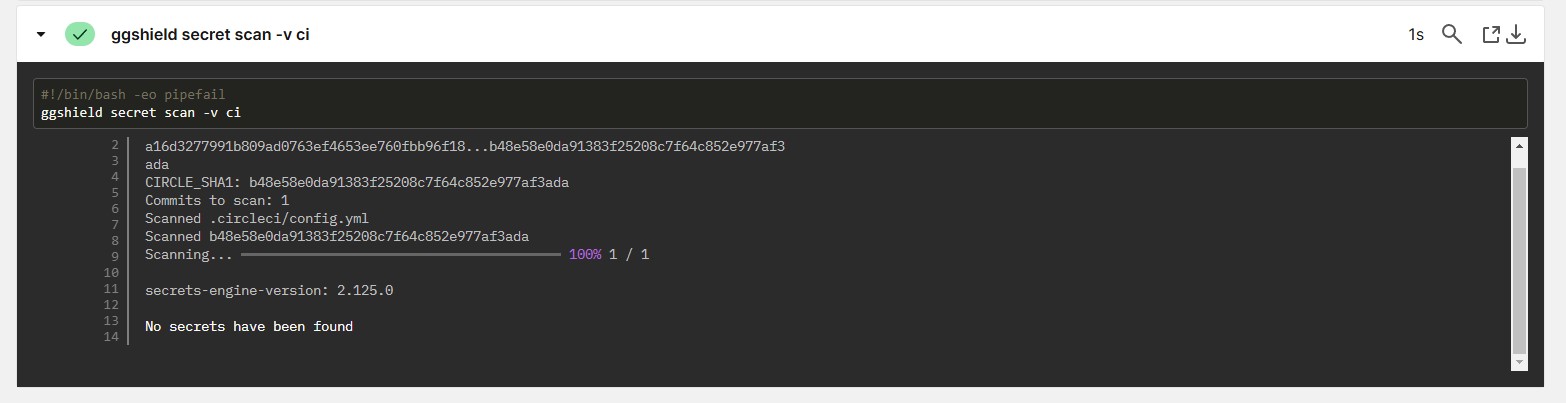 ggshield secret scan -v ci
1s
#!/bin/bash -eo pipefail
ggshield secret scan -v ci
2
a16d3277991b809ad0763ef4653ee760fbb96f18...b48e58e0da91383f25208c7f64c852e977af3
3
ada
4
CIRCLE_SHA1: b48e58e0da91383f25208c7f64c852e977af3ada
5
Commits to scan: 1
6
Scanned .circleci/config.yml
7
Scanned b48e58e0da91383f25208c7f64c852e977af3ada
8
Scanning... 100% 1 / 1
9
10
secrets-engine-version: 2.125.0
11
12
No secrets have been found
13
14